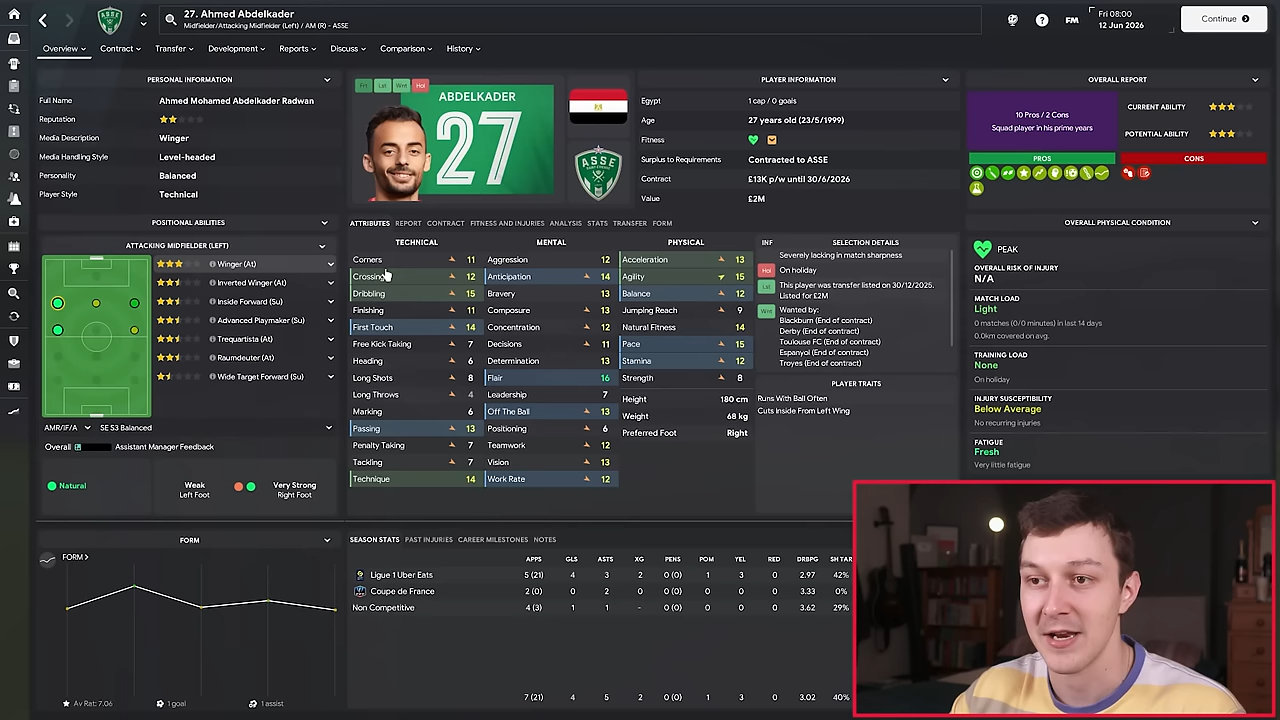 27. Ahmed Abdelkader
Midfielder/Attacking Midfielder (Left) / AM (R) - ASSE
FM
Fri 08:00
12 Jun 2026
Continue
Overview
Contract
Transfer
Development
Reports
Discuss
Comparison
History
PERSONAL INFORMATION
Full Name Ahmed Mohamed Abdelkader Radwan
Reputation
Media Description Winger
Media Handling Style Level-headed
Personality Balanced
Player Style Technical
POSITIONAL ABILITIES
ATTACKING MIDFIELDER (LEFT)
Winger (At)
Inverted Winger (At)
Inside Forward (Su)
Advanced Playmaker (Su)
Trequartista (At)
Raumdeuter (At)
Wide Target Forward (Su)
AMR/IF/A SE S3 Balanced
Overall Assistant Manager Feedback
Natural
Weak
Left Foot
Very Strong
Right Foot
FORM
FORM >
Av Rat: 7.06
1 goal
1 assist
Frt Lst Wnt Hol
ABDELKADER
27
ASSE
PLAYER INFORMATION
Egypt 1 cap / 0 goals
Age 27 years old (23/5/1999)
Fitness
Surplus to Requirements Contracted to ASSE
Contract £13K p/w until 30/6/2026
Value £2M
ATTRIBUTES REPORT CONTRACT FITNESS AND INJURIES ANALYSIS STATS TRANSFER FORM
TECHNICAL
Corners 11
Crossing 12
Dribbling 15
Finishing 11
First Touch 14
Free Kick Taking 7
Heading 6
Long Shots 8
Long Throws 4
Marking 6
Passing 13
Penalty Taking 7
Tackling 7
Technique 14
MENTAL
Aggression 12
Anticipation 14
Bravery 13
Composure 13
Concentration 12
Decisions 11
Determination 13
Flair 16
Leadership 7
Off The Ball 13
Positioning 6
Teamwork 12
Vision 13
Work Rate 12
PHYSICAL
Acceleration 13
Agility 15
Balance 12
Jumping Reach 9
Natural Fitness 14
Pace 15
Stamina 12
Strength 8
Height 180 cm
Weight 68 kg
Preferred Foot Right
INF SELECTION DETAILS
Severely lacking in match sharpness
Hol On holiday
Lst This player was transfer listed on 30/12/2025.
Listed for £2M
Wnt Wanted by:
Blackburn (End of contract)
Derby (End of contract)
Toulouse FC (End of contract)
Espanyol (End of contract)
Troyes (End of contract)
PLAYER TRAITS
Runs With Ball Often
Cuts Inside From Left Wing
SEASON STATS PAST INJURIES CAREER MILESTONES NOTES
APPS GLS ASTS XG PENS POM YEL RED DRBPG SH TAR
Ligue 1 Uber Eats 5 (21) 4 3 2 0 (0) 1 3 0 2.97 42%
Coupe de France 2 (0) 0 2 0 0 (0) 0 0 0 3.33 0%
Non Competitive 4 (3) 1 1 - 0 (0) 0 0 0 3.62 29%
7 (21) 4 5 2 0 (0) 1 3 0 3.02 40%
OVERALL REPORT
10 Pros / 2 Cons
Squad player in his prime years
CURRENT ABILITY
POTENTIAL ABILITY
PROS
CONS
OVERALL PHYSICAL CONDITION
PEAK
OVERALL RISK OF INJURY
N/A
MATCH LOAD
Light
0 matches (0/0 minutes) in last 14 days
0.0km covered on avg.
TRAINING LOAD
None
On holiday
INJURY SUSCEPTIBILITY
Below Average
No recurring injuries
FATIGUE
Fresh
Very little fatigue